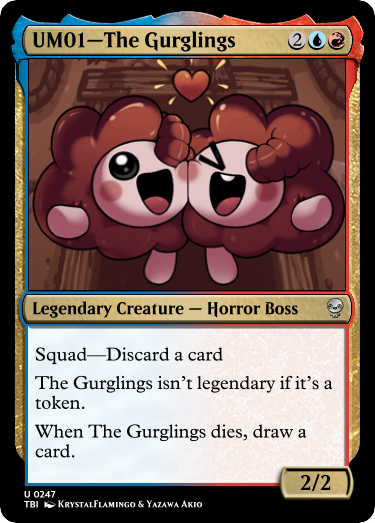 UM01—The Gurglings 2
Legendary Creature — Horror Boss
Squad—Discard a card
The Gurglings isn't legendary if it's a
token.
When The Gurglings dies, draw a
card.
2/2
U 0247
TBI KrystalFlamingo & Yazawa Akio